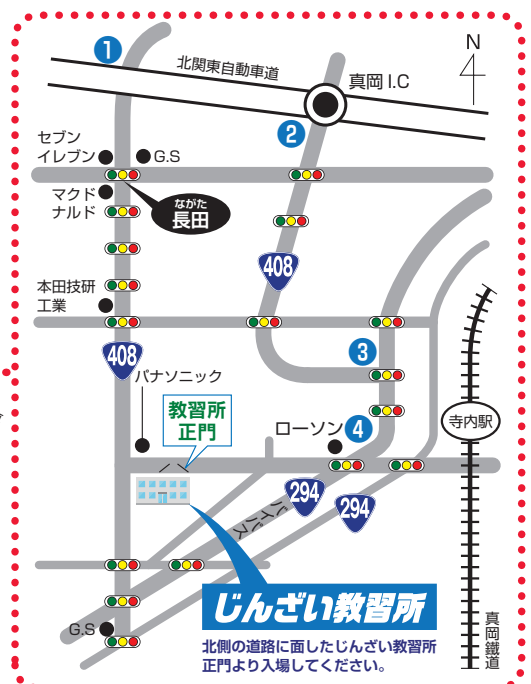 1
北関東自動車道
真岡 I.C
N
2
セブン
イレブン
G.S
マクド
ナルド
ながた
長田
408
本田技研
工業
408
3
パナソニック
教習所
正門
ローソン
4
寺内駅
294
294
バイパス
じんざい教習所
北側の道路に面したじんざい教習所
正門より入場してください。
G.S
真岡鐵道